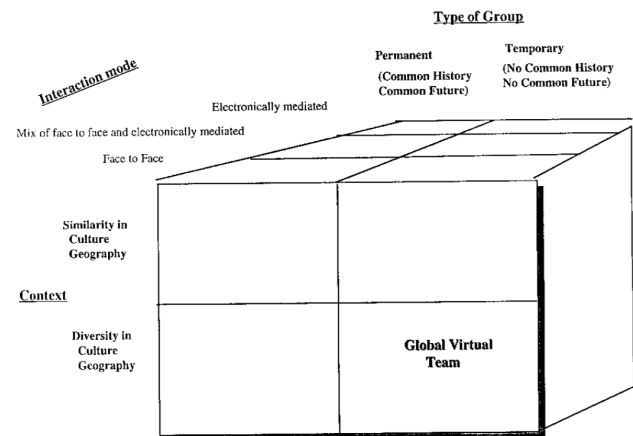 Type of Group
Permanent
(Common History
Common Future)
Temporary
(No Common History
No Common Future)
Interaction mode
Electronically mediated
Mix of face to face and electronically mediated
Face to Face
Similarity in
Culture
Geography
Context
Diversity in
Culture
Geography
Global Virtual
Team